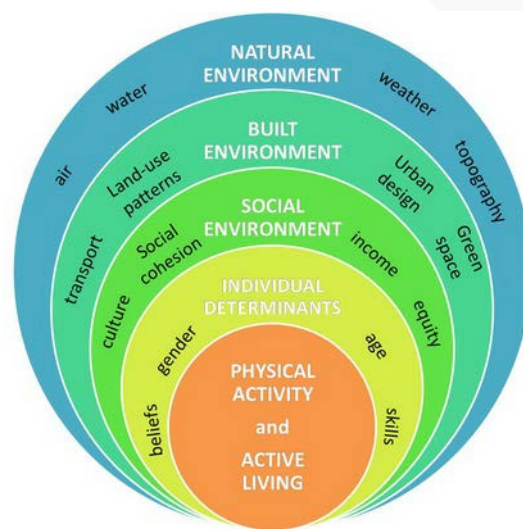 NATURAL
ENVIRONMENT
air
water
weather
topography
BUILT
ENVIRONMENT
transport
Land-use
patterns
Urban
design
Green
space
SOCIAL
ENVIRONMENT
culture
Social
cohesion
income
equity
INDIVIDUAL
DETERMINANTS
beliefs
gender
age
skills
PHYSICAL
ACTIVITY
and
ACTIVE
LIVING